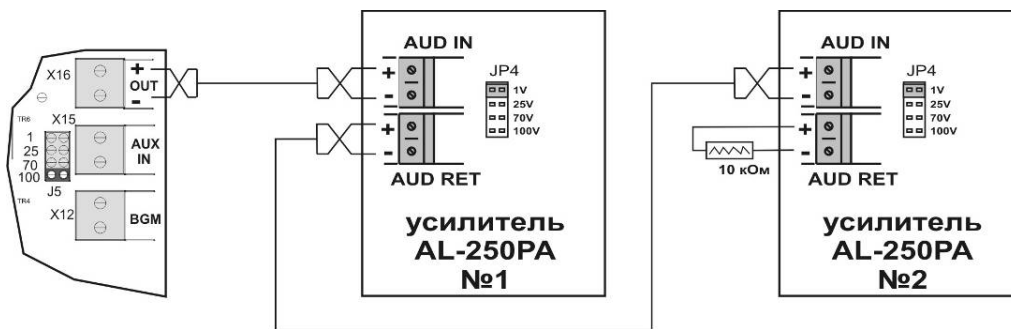 X16
+
OUT
-
TR6
X15
1
25
70
100
J5
AUX
IN
TR4
X12
BGM
AUD IN
+
-
JP4
1V
25V
70V
100V
+
-
AUD RET
усилитель
AL-250PA
№1
AUD IN
+
-
JP4
1V
25V
70V
100V
+
-
10 кОм
AUD RET
усилитель
AL-250PA
№2